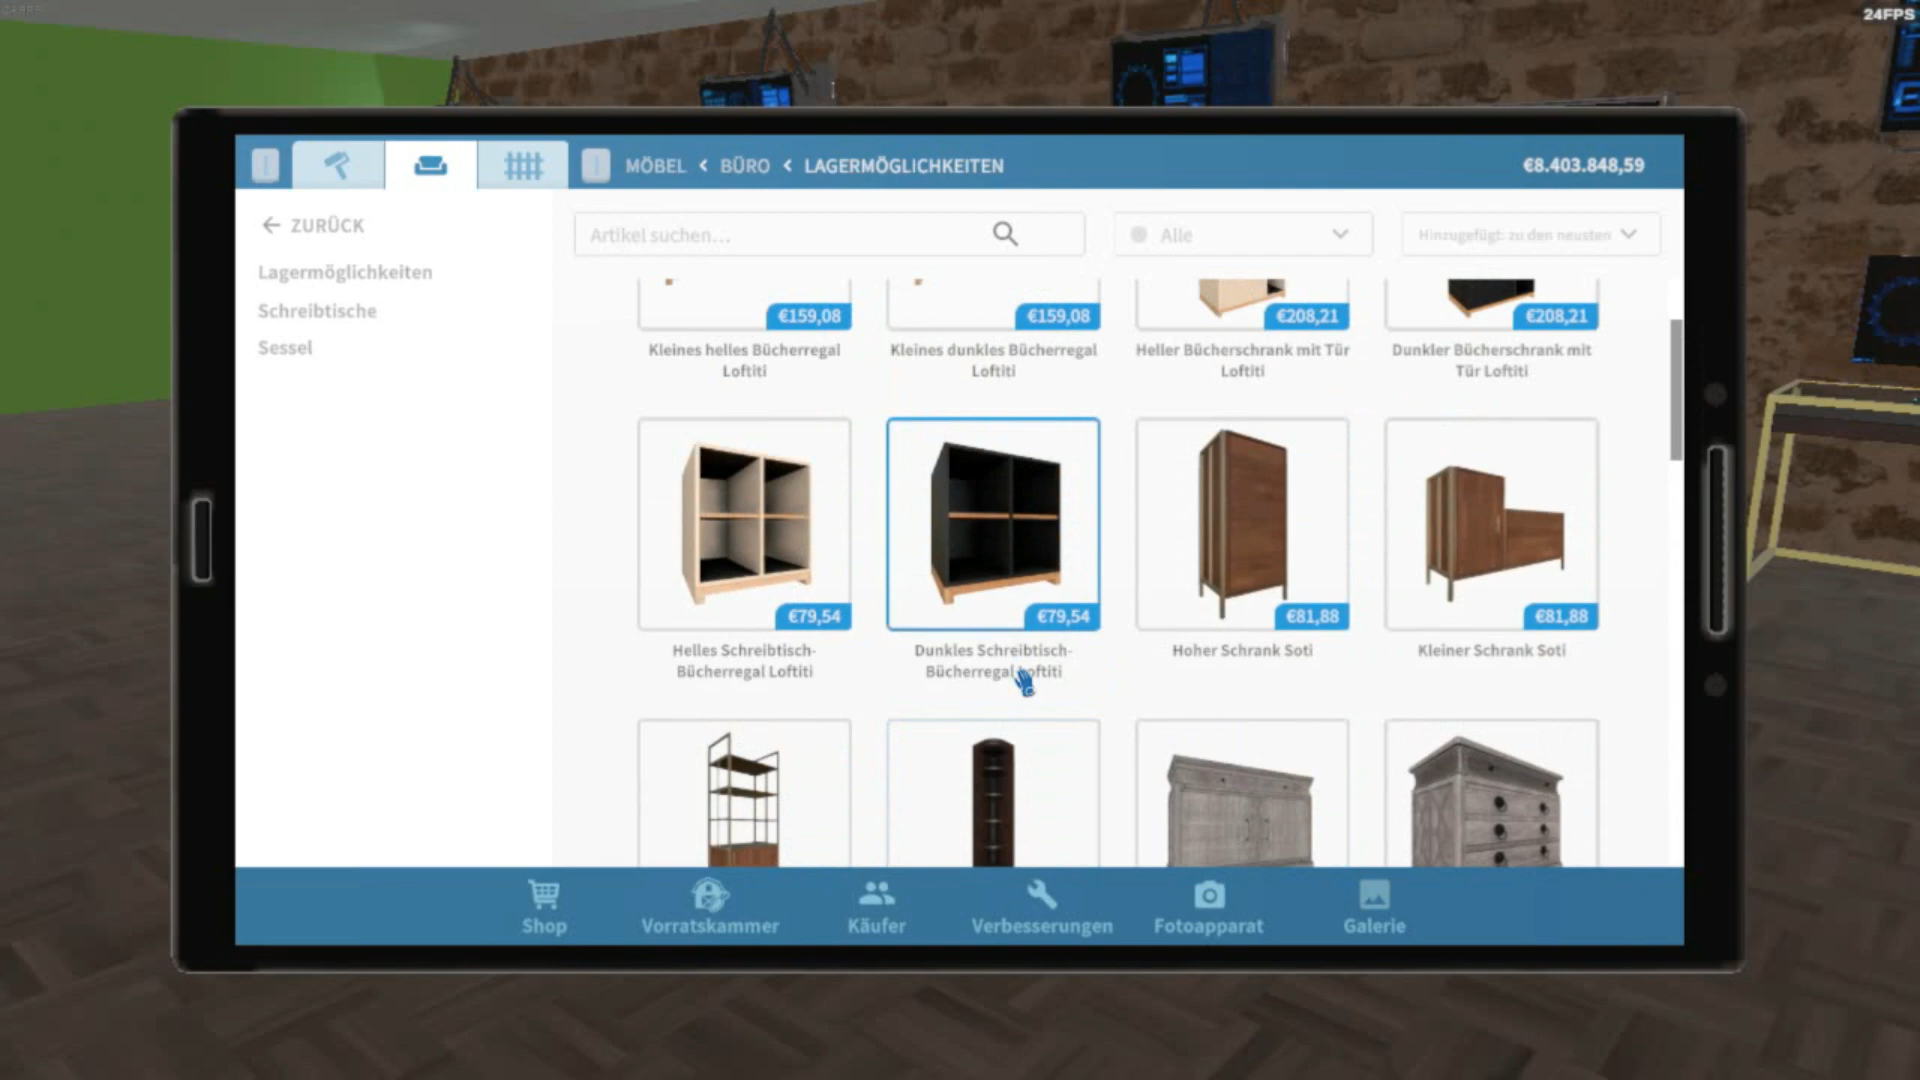 24FPS
MÖBEL < BÜRO < LAGERMÖGLICHKEITEN
€8.403.848,59
ZURÜCK
Lagermöglichkeiten
Schreibtische
Sessel
Artikel suchen...
Alle
Hinzugefügt: zu den neusten
€159,08
€159,08
€208,21
€208,21
Kleines helles Bücherregal
Loftiti
Kleines dunkles Bücherregal
Loftiti
Heller Bücherschrank mit Tür
Loftiti
Dunkler Bücherschrank mit
Tür Loftiti
€79,54
€79,54
€81,88
€81,88
Helles Schreibtisch-
Bücherregal Loftiti
Dunkles Schreibtisch-
Bücherregal Loftiti
Hoher Schrank Soti
Kleiner Schrank Soti
Shop
Vorratskammer
Käufer
Verbesserungen
Fotoapparat
Galerie